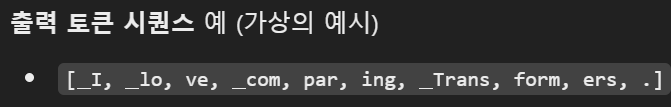 출력 토큰 시퀀스 예 (가상의 예시)
• [_I, _lo, ve, _com, par, ing, _Trans, form, ers, .]